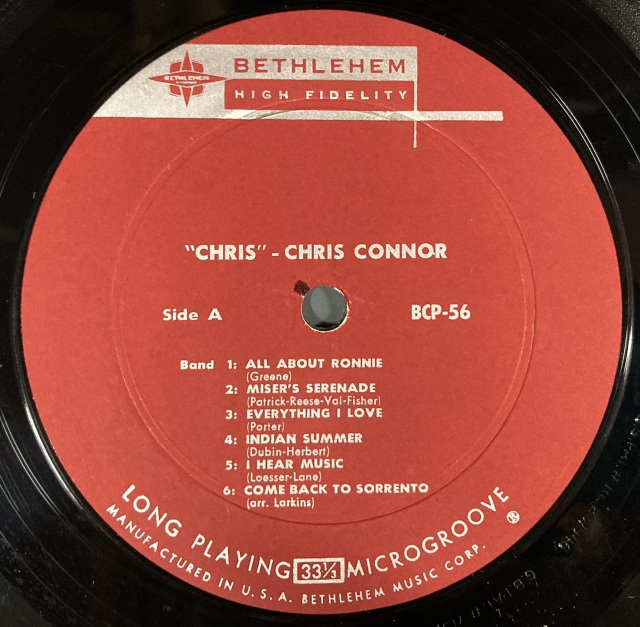 BETHLEHEM
BETHLEHEM
HIGH FIDELITY
"CHRIS" - CHRIS CONNOR
Side A BCP-56
Band 1: ALL ABOUT RONNIE
(Greene)
2: MISER'S SERENADE
(Patrick-Reese-Val-Fisher)
3: EVERYTHING I LOVE
(Porter)
4: INDIAN SUMMER
(Dubin-Herbert)
5: I HEAR MUSIC
(Loesser-Lane)
6: COME BACK TO SORRENTO
(arr. Larkins)
LONG PLAYING 33⅓ MICROGROOVE ®
MANUFACTURED IN U.S.A. BETHLEHEM MUSIC CORP.